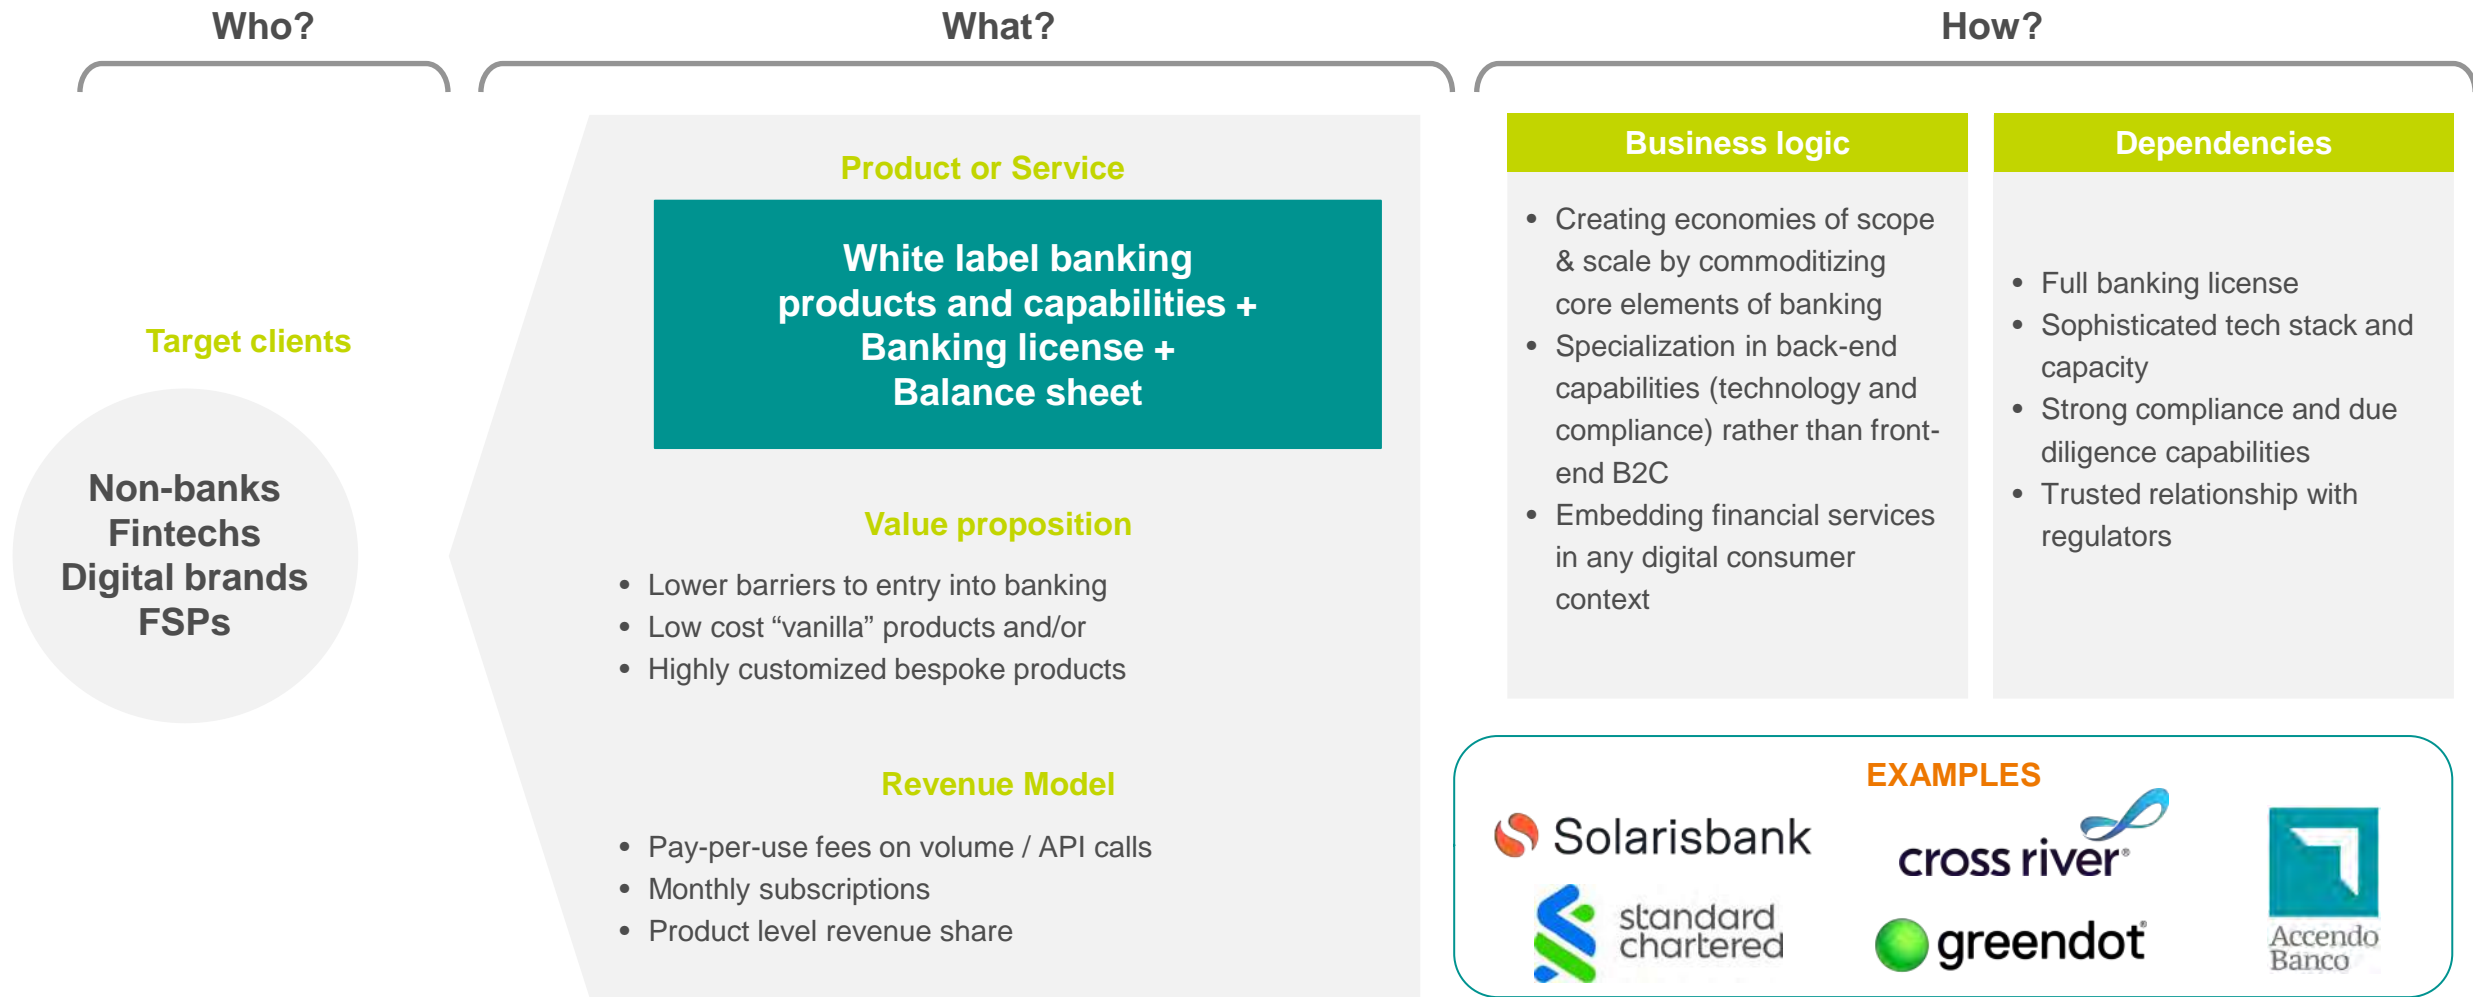 Who?
What?
How?
Target clients
Non-banks
Fintechs
Digital brands
FSPs
Product or Service
White label banking
products and capabilities +
Banking license +
Balance sheet
Value proposition
• Lower barriers to entry into banking
• Low cost “vanilla” products and/or
• Highly customized bespoke products
Revenue Model
• Pay-per-use fees on volume / API calls
• Monthly subscriptions
• Product level revenue share
Business logic
• Creating economies of scope
& scale by commoditizing
core elements of banking
• Specialization in back-end
capabilities (technology and
compliance) rather than front-
end B2C
• Embedding financial services
in any digital consumer
context
Dependencies
• Full banking license
• Sophisticated tech stack and
capacity
• Strong compliance and due
diligence capabilities
• Trusted relationship with
regulators
EXAMPLES
Solarisbank
cross river
standard
chartered
greendot
Accendo
Banco